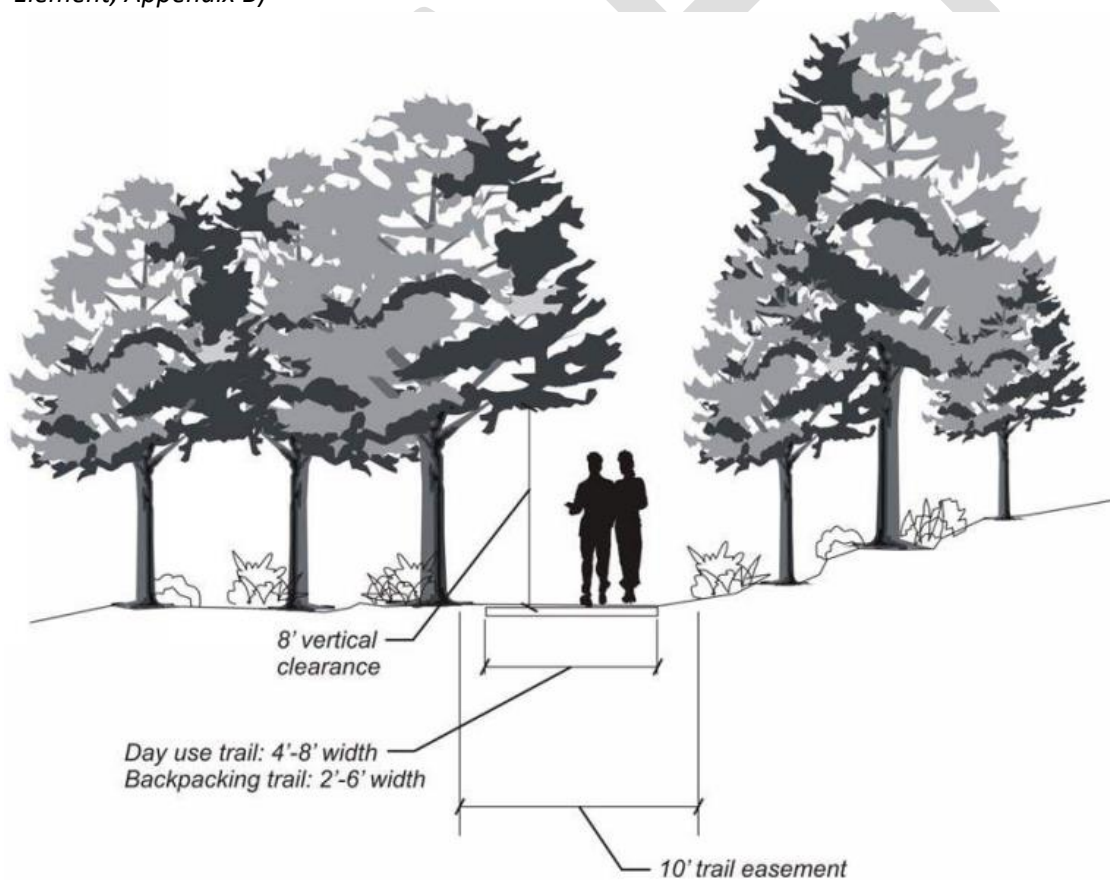 Element, Appendix B)
8' vertical
clearance
Day use trail: 4'-8' width
Backpacking trail: 2'-6' width
10' trail easement